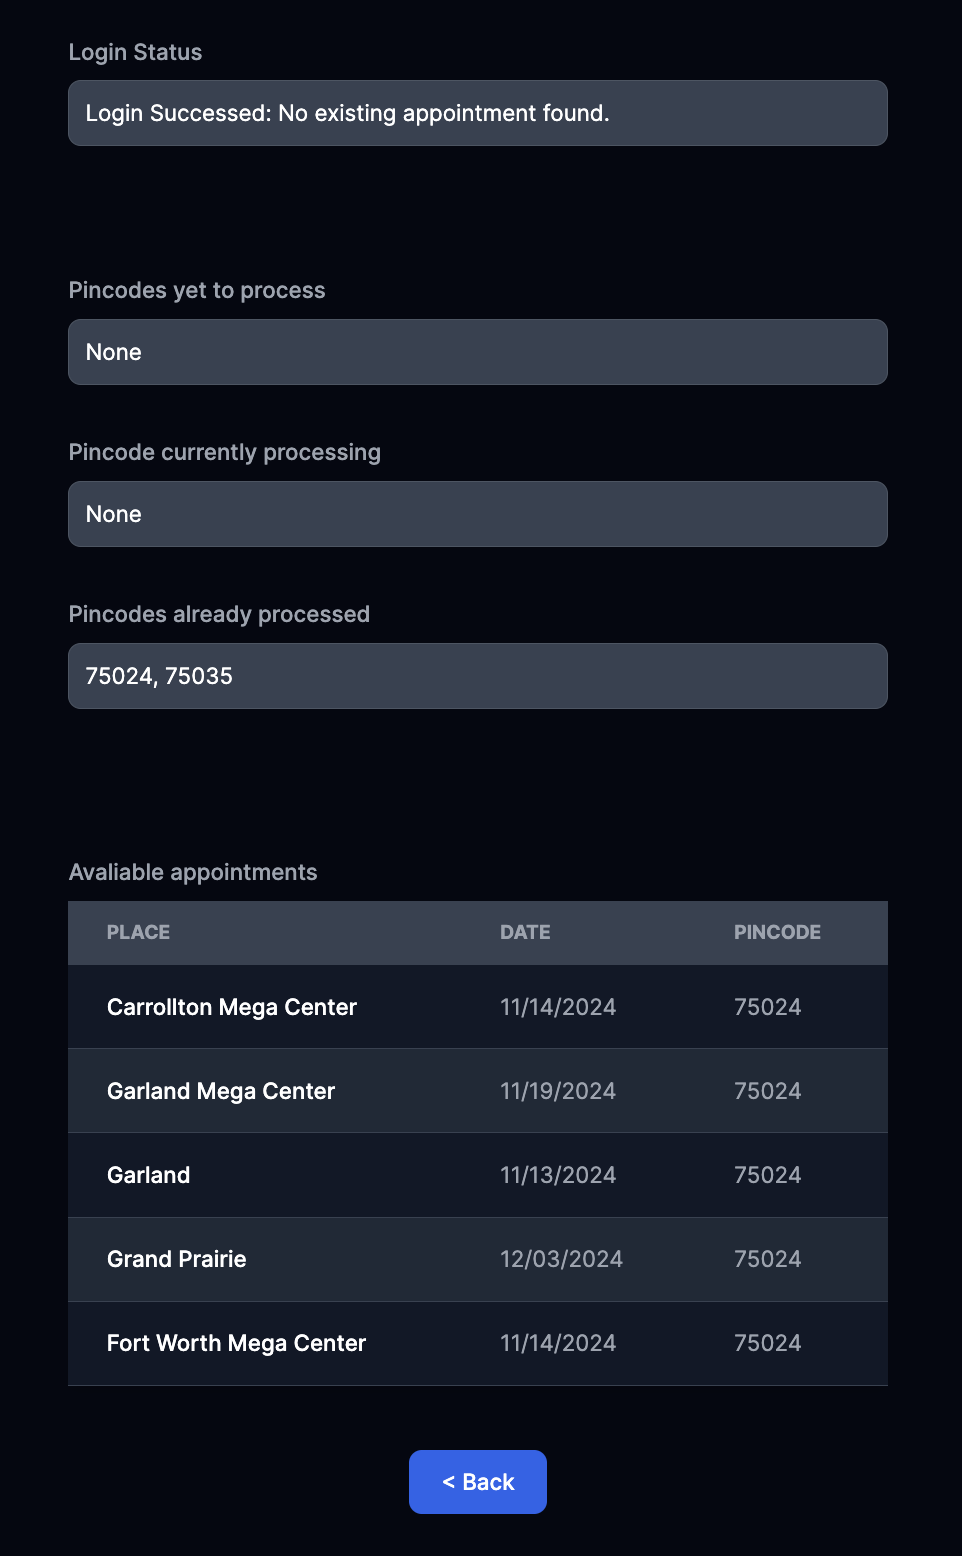 Login Status
Login Successed: No existing appointment found.
Pincodes yet to process
None
Pincode currently processing
None
Pincodes already processed
75024, 75035
Avaliable appointments
PLACE DATE PINCODE
Carrollton Mega Center 11/14/2024 75024
Garland Mega Center 11/19/2024 75024
Garland 11/13/2024 75024
Grand Prairie 12/03/2024 75024
Fort Worth Mega Center 11/14/2024 75024
< Back